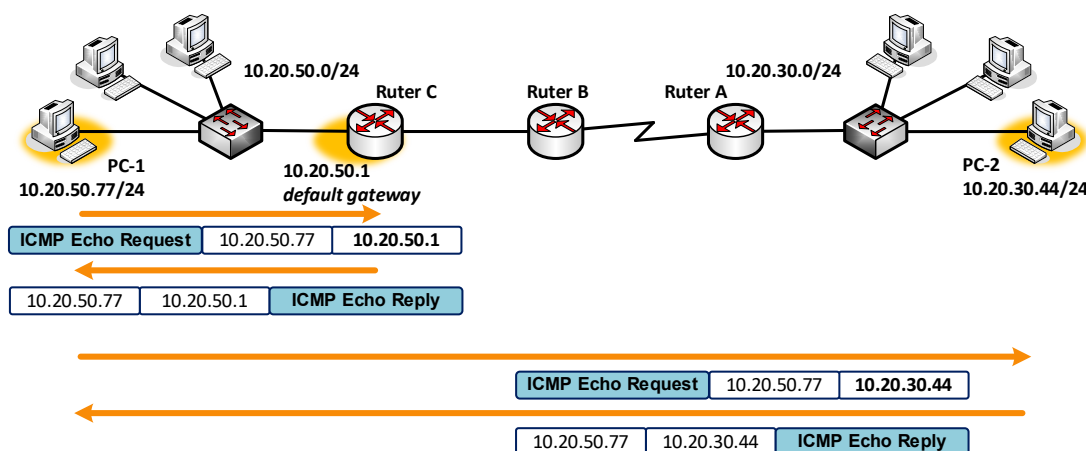 10.20.50.0/24
10.20.30.0/24
Ruter C
Ruter B
Ruter A
PC-1
10.20.50.77/24
10.20.50.1
default gateway
PC-2
10.20.30.44/24
ICMP Echo Request 10.20.50.77 10.20.50.1
10.20.50.77 10.20.50.1 ICMP Echo Reply
ICMP Echo Request 10.20.50.77 10.20.30.44
10.20.50.77 10.20.30.44 ICMP Echo Reply